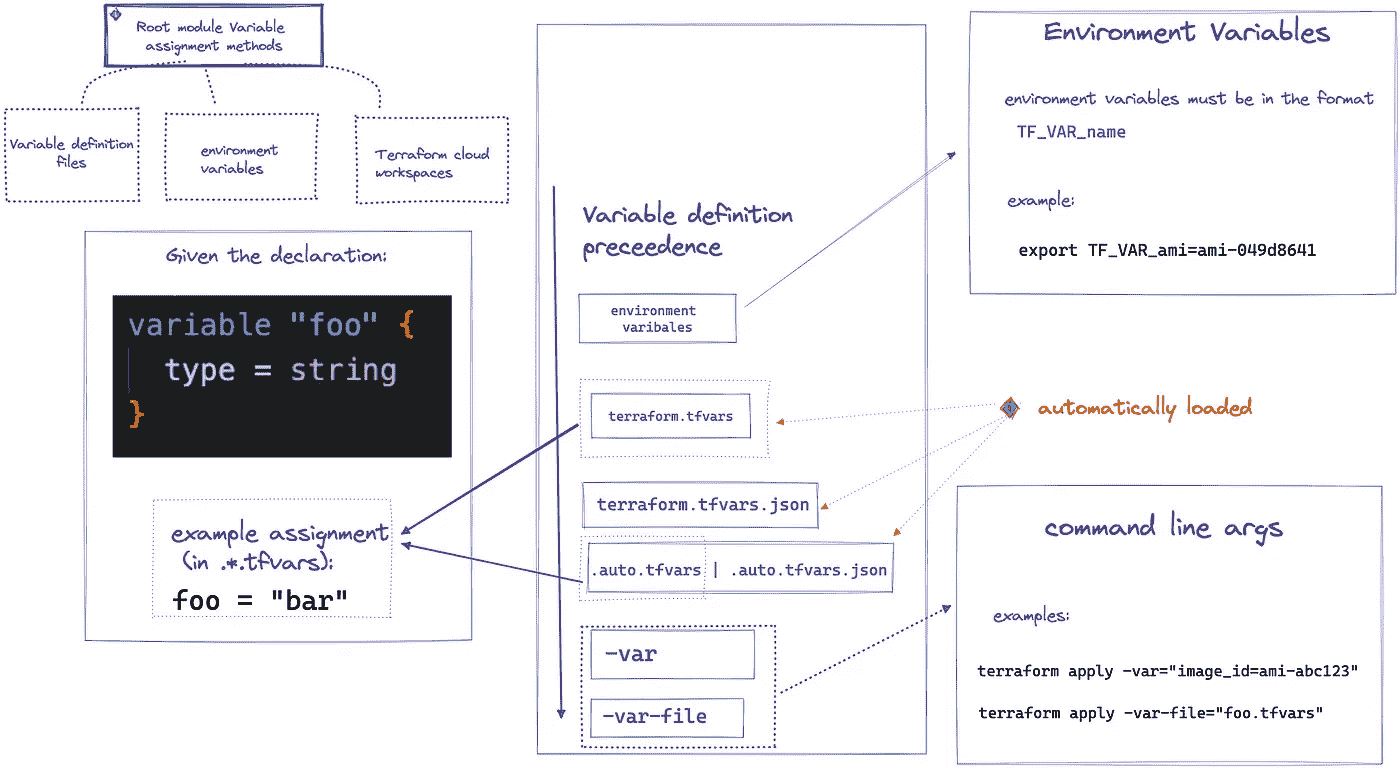 Root module Variable
assignment methods
Variable definition
files
environment
variables
Terraform cloud
workspaces
Given the declaration:
variable "foo" {
type = string
}
example assignment
(in .*.tfvars):
foo = "bar"
Variable definition
preceedence
environment
varibales
terraform.tfvars
terraform.tfvars.json
.auto.tfvars | .auto.tfvars.json
-var
-var-file
Environment Variables
environment variables must be in the format
TF_VAR_name
example:
export TF_VAR_ami=ami-049d8641
automatically loaded
command line args
examples:
terraform apply -var="image_id=ami-abc123"
terraform apply -var-file="foo.tfvars"